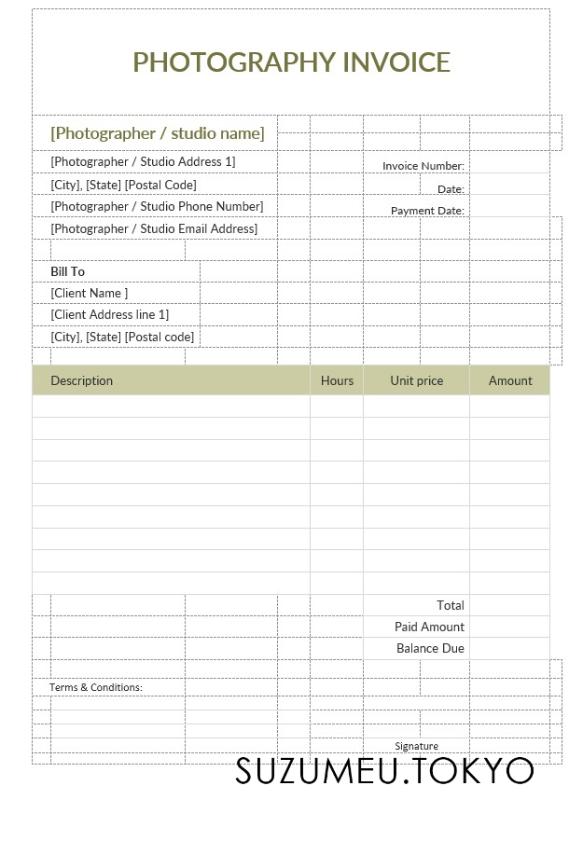 PHOTOGRAPHY INVOICE
[Photographer / studio name]
[Photographer / Studio Address 1]
Invoice Number:
[City], [State] [Postal Code]
Date:
[Photographer / Studio Phone Number]
Payment Date:
[Photographer / Studio Email Address]
Bill To
[Client Name ]
[Client Address line 1]
[City], [State] [Postal code]
Description Hours Unit price Amount
Total
Paid Amount
Balance Due
Terms & Conditions:
Signature
SUZUMEU.TOKYO